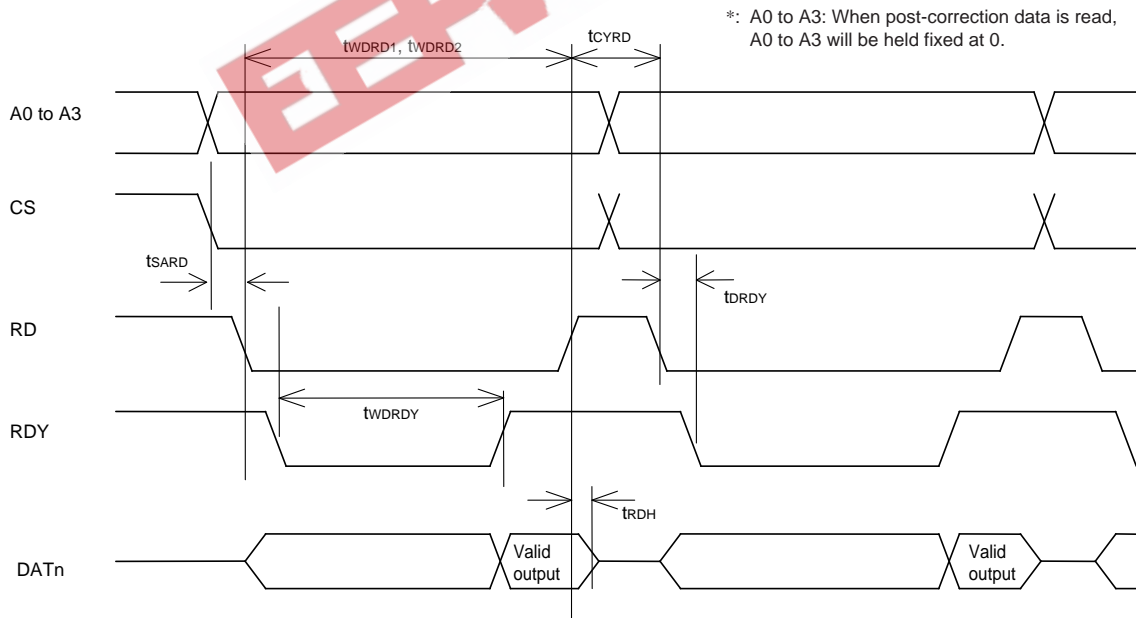 *: A0 to A3: When post-correction data is read,
A0 to A3 will be held fixed at 0.
tWDRD1, tWDRD2
tCYRD
A0 to A3
CS
tSARD
tDRDY
RD
tWDRDY
RDY
tRDH
DATn
Valid
output
Valid
output